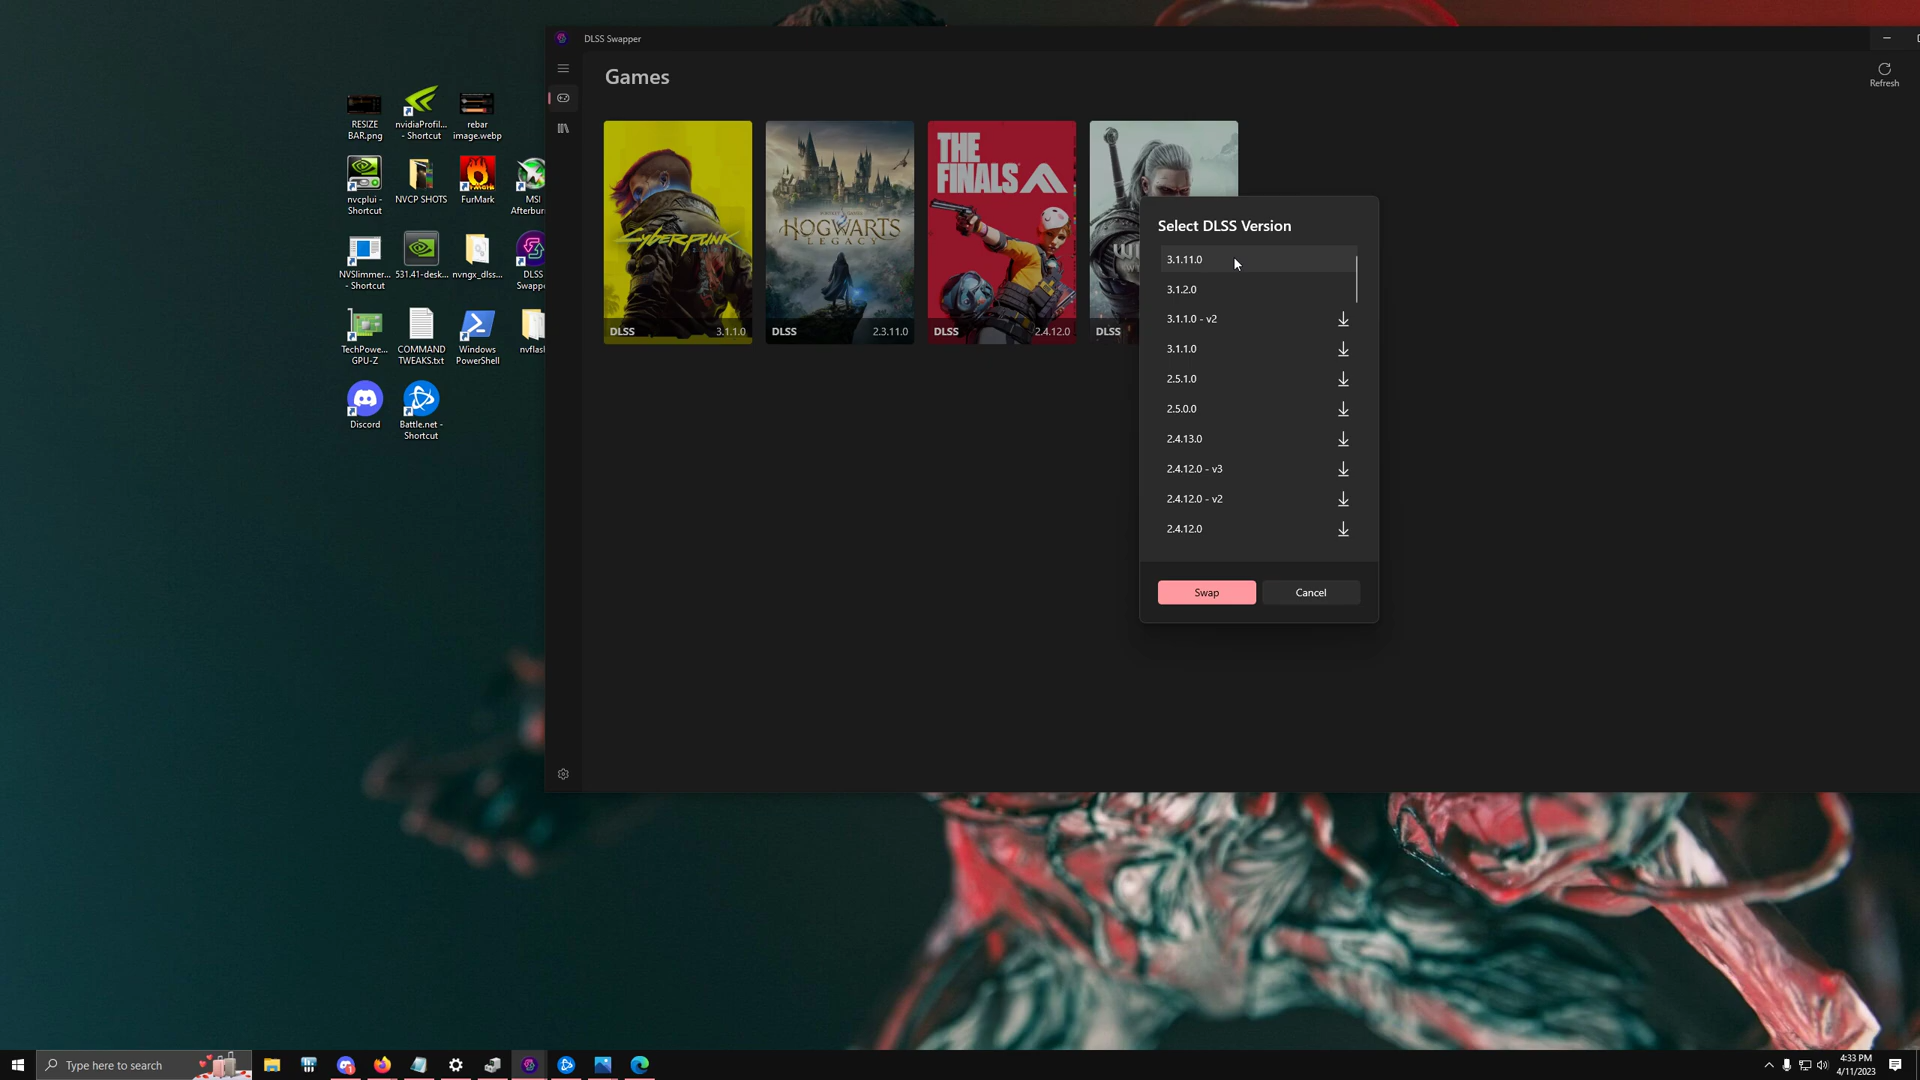 DLSS Swapper
Games
Refresh
RESIZE
BAR.png
nvidiaProfil...
- Shortcut
rebar
image.webp
nvcplui -
Shortcut
NVCP SHOTS
FurMark
MSI
Afterbur
NVSlimmer...
- Shortcut
531.41-desk...
nvngx_dlss...
DLSS
Swappe
TechPowe...
GPU-Z
COMMAND
TWEAKS.txt
Windows
PowerShell
nvflas
Discord
Battle.net -
Shortcut
Cyberpunk
DLSS 3.1.1.0
HOGWARTS
LEGACY
DLSS 2.3.11.0
THE
FINALS
DLSS 2.4.12.0
DLSS
Select DLSS Version
3.1.11.0
3.1.2.0
3.1.1.0 - v2
3.1.1.0
2.5.1.0
2.5.0.0
2.4.13.0
2.4.12.0 - v3
2.4.12.0 - v2
2.4.12.0
Swap
Cancel
Type here to search
4:33 PM
4/11/2023